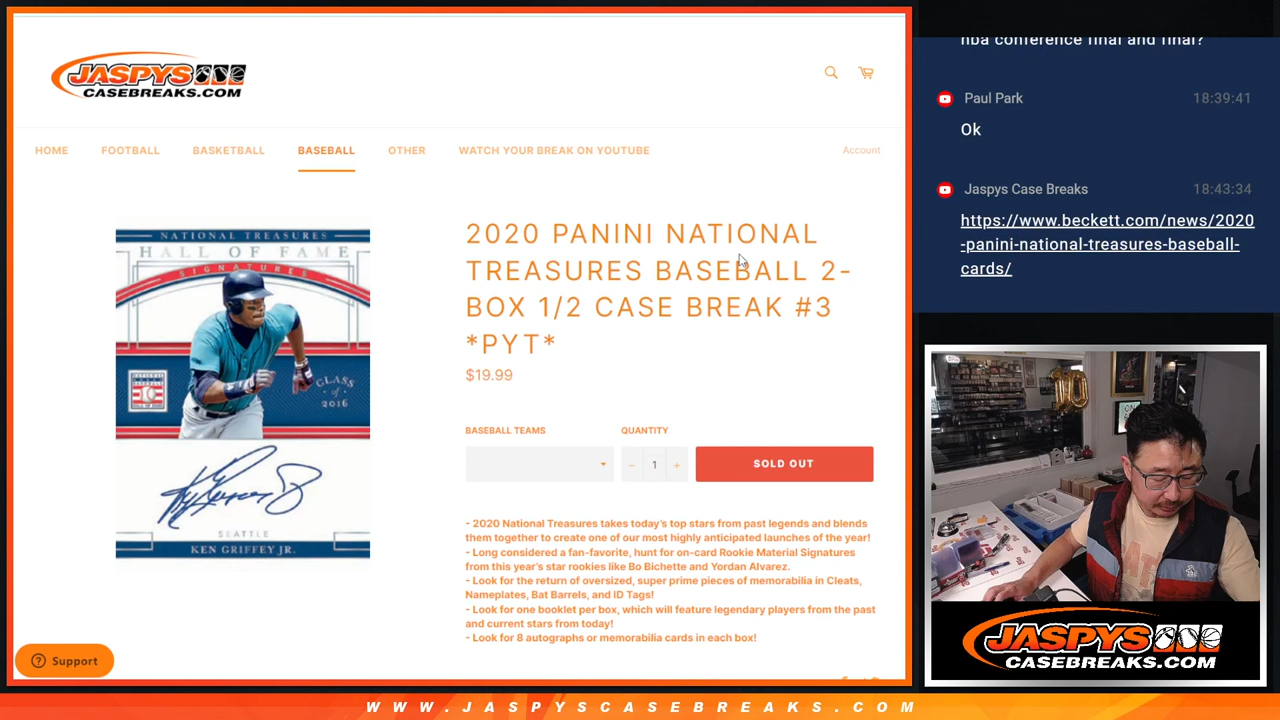 JASPYS
CASEBREAKS.COM
HOME FOOTBALL BASKETBALL BASEBALL OTHER WATCH YOUR BREAK ON YOUTUBE Account
NATIONAL TREASURES
HALL OF FAME
SIGNATURES
CLASS
of
2016
SEATTLE
KEN GRIFFEY JR.
2020 PANINI NATIONAL
TREASURES BASEBALL 2-
BOX 1/2 CASE BREAK #3
*PYT*
$19.99
BASEBALL TEAMS QUANTITY
− 1 + SOLD OUT
- 2020 National Treasures takes today's top stars from past legends and blends
them together to create one of our most highly anticipated launches of the year!
- Long considered a fan-favorite, hunt for on-card Rookie Material Signatures
from this year's star rookies like Bo Bichette and Yordan Alvarez.
- Look for the return of oversized, super prime pieces of memorabilia in Cleats,
Nameplates, Bat Barrels, and ID Tags!
- Look for one booklet per box, which will feature legendary players from the past
and current stars from today!
- Look for 8 autographs or memorabilia cards in each box!
Support
nba conference final and final?
Paul Park 18:39:41
Ok
Jaspys Case Breaks 18:43:34
https://www.beckett.com/news/2020
-panini-national-treasures-baseball-
cards/
10
JASPYS
CASEBREAKS.COM
WWW.JASPYSCASEBREAKS.COM